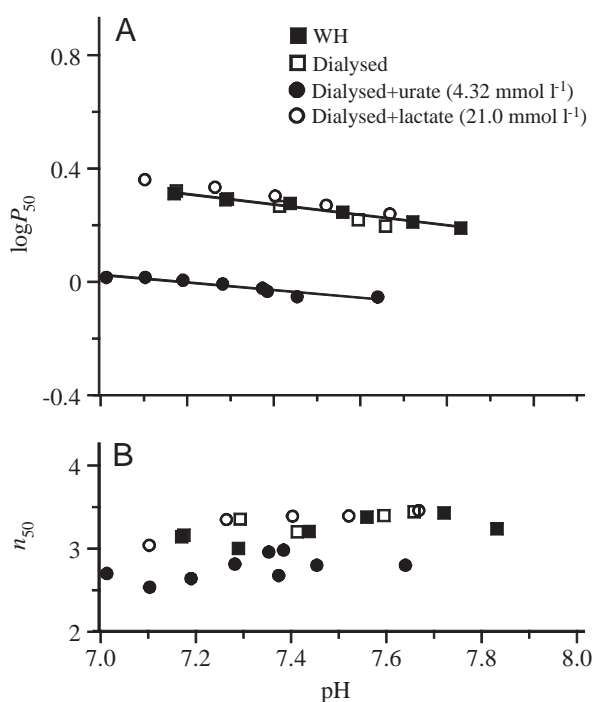 A
WH
Dialysed
Dialysed+urate (4.32 mmol l-1)
Dialysed+lactate (21.0 mmol l-1)
0.8
0.4
0
-0.4
logP50
B
4
3
2
n50
7.0 7.2 7.4 7.6 7.8 8.0
pH